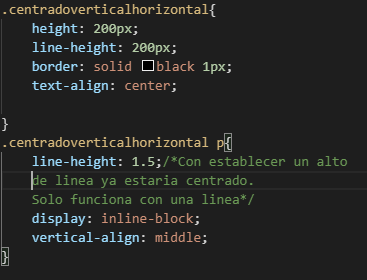 .centradoverticalhorizontal{
height: 200px;
line-height: 200px;
border: solid black 1px;
text-align: center;
}
.centradoverticalhorizontal p{
line-height: 1.5;/*Con establecer un alto
de linea ya estaria centrado.
Solo funciona con una linea*/
display: inline-block;
vertical-align: middle;
}